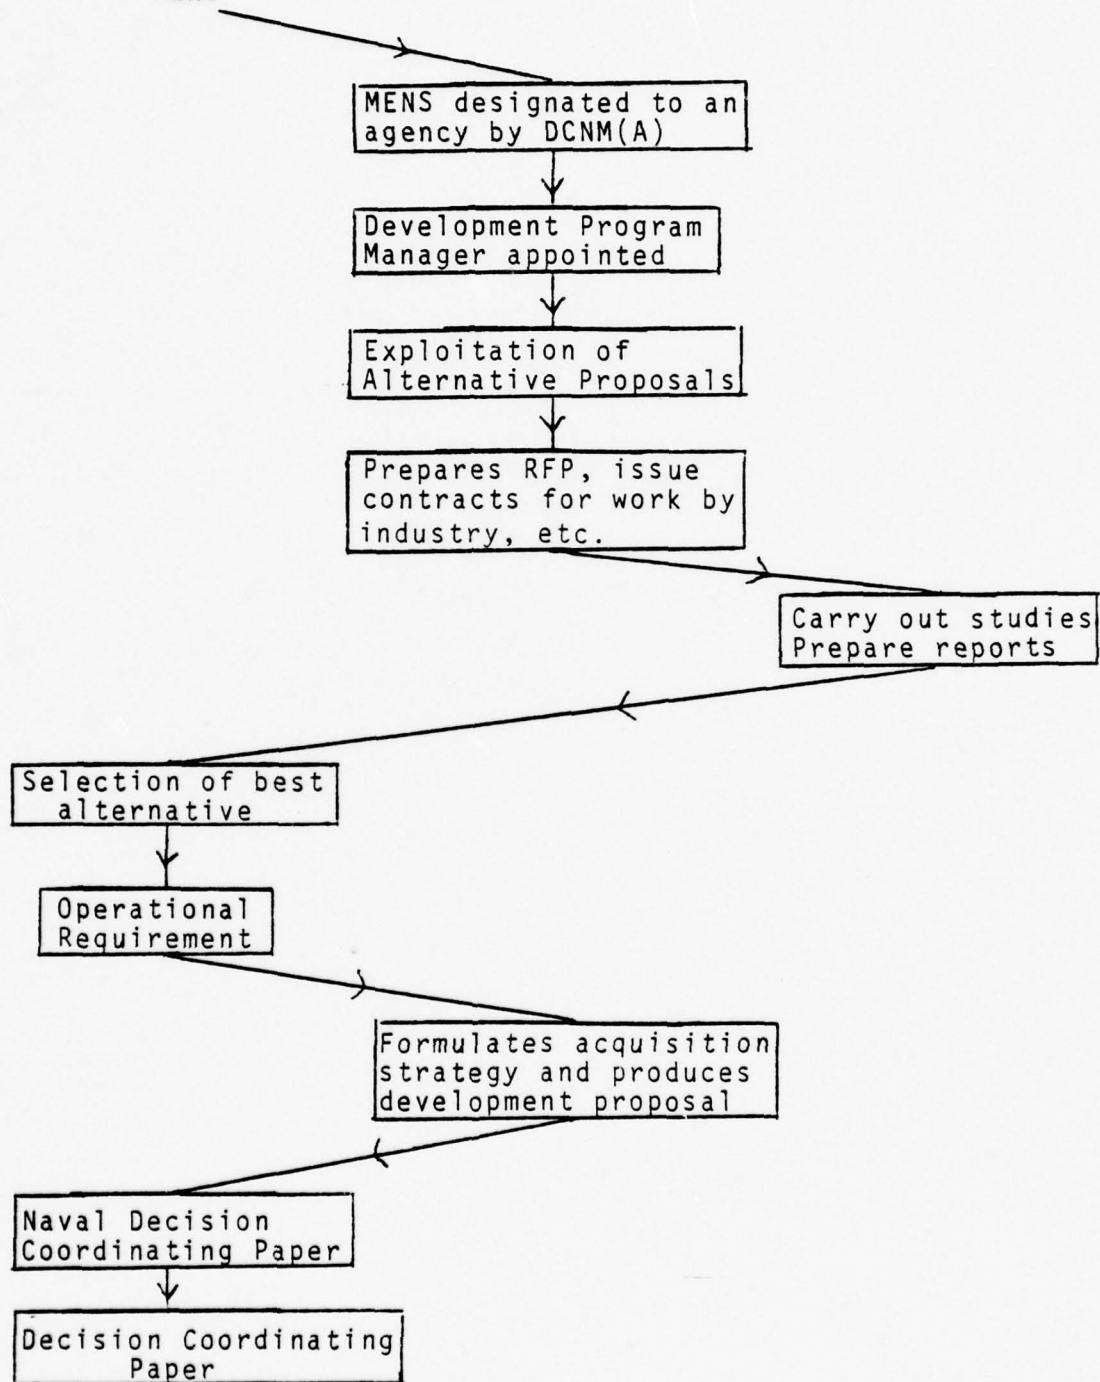 MENS designated to an
agency by DCNM(A)
Development Program
Manager appointed
Exploitation of
Alternative Proposals
Prepares RFP, issue
contracts for work by
industry, etc.
Carry out studies
Prepare reports
Selection of best
alternative
Operational
Requirement
Formulates acquisition
strategy and produces
development proposal
Naval Decision
Coordinating Paper
Decision Coordinating
Paper